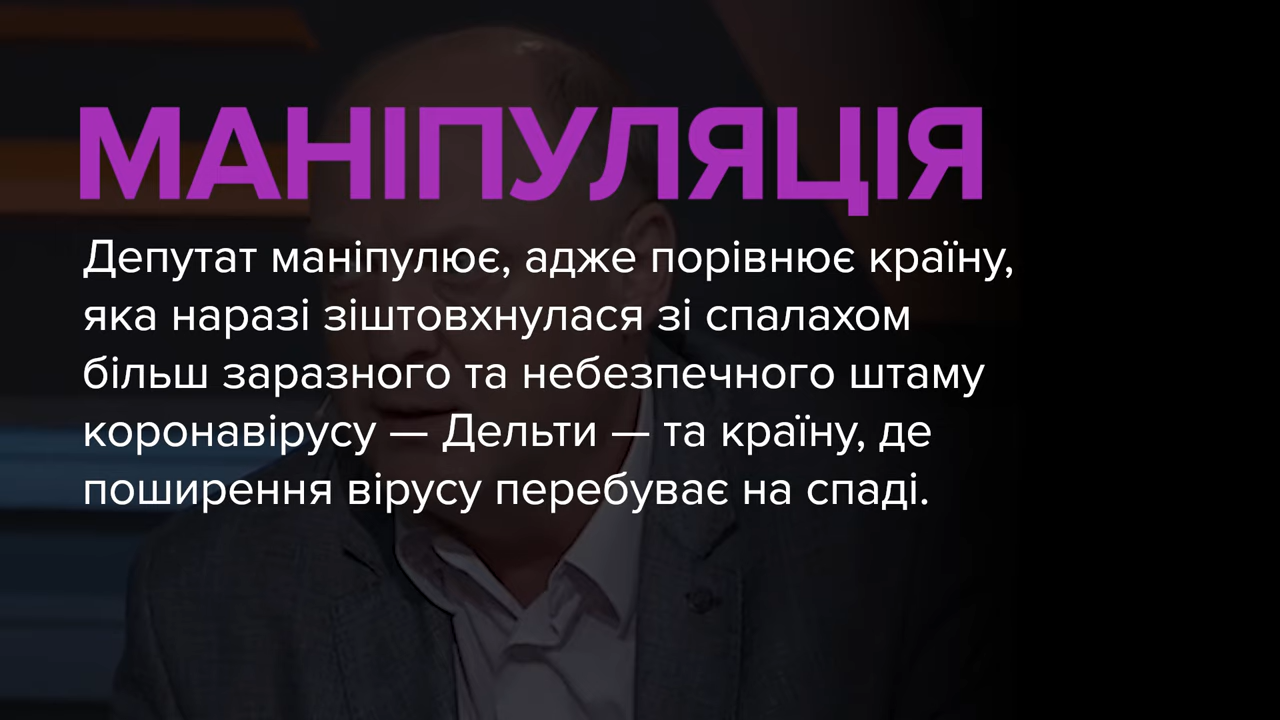 МАНІПУЛЯЦІЯ
Депутат маніпулює, адже порівнює країну,
яка наразі зіштовхнулася зі спалахом
більш заразного та небезпечного штаму
коронавірусу — Дельти — та країну, де
поширення вірусу перебуває на спаді.